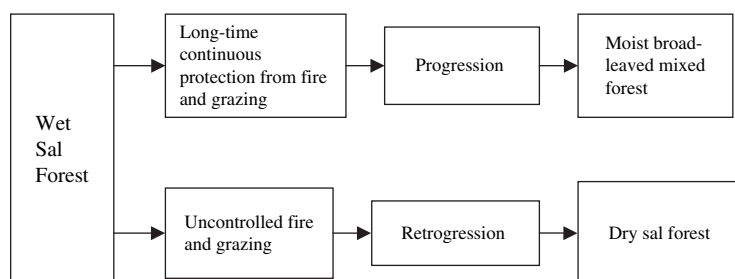 Wet
Sal
Forest
Long-time
continuous
protection from fire
and grazing
Progression
Moist broad-
leaved mixed
forest
Uncontrolled fire
and grazing
Retrogression
Dry sal forest